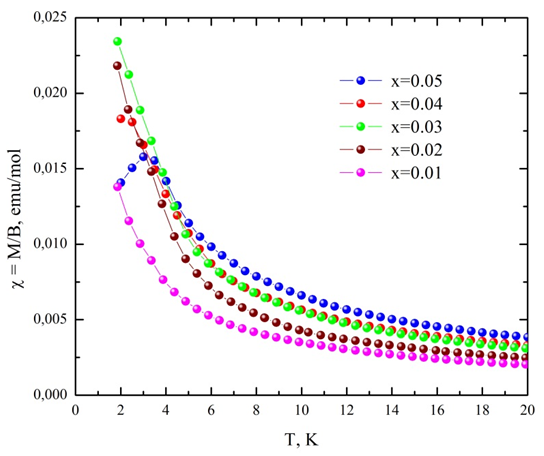 0,025
0,020
0,015
0,010
0,005
0,000
χ = M/B, emu/mol
x=0.05
x=0.04
x=0.03
x=0.02
x=0.01
0 2 4 6 8 10 12 14 16 18 20
T, K